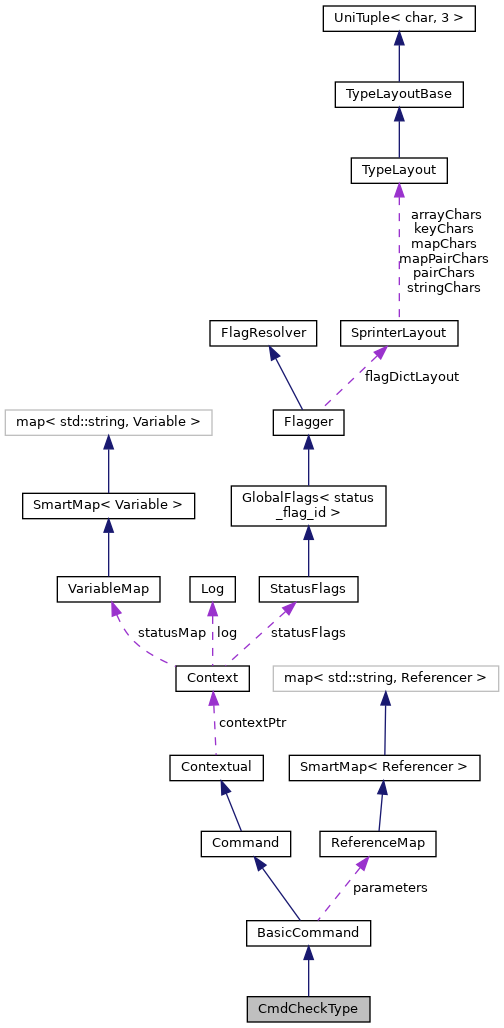 UniTuple< char, 3 >
TypeLayoutBase
TypeLayout
arrayChars
keyChars
mapChars
mapPairChars
pairChars
stringChars
FlagResolver
SprinterLayout
flagDictLayout
map< std::string, Variable >
Flagger
SmartMap< Variable >
GlobalFlags< status
_flag_id >
VariableMap
Log
StatusFlags
statusMap
log
statusFlags
Context
map< std::string, Referencer >
contextPtr
Contextual
SmartMap< Referencer >
Command
ReferenceMap
parameters
BasicCommand
CmdCheckType